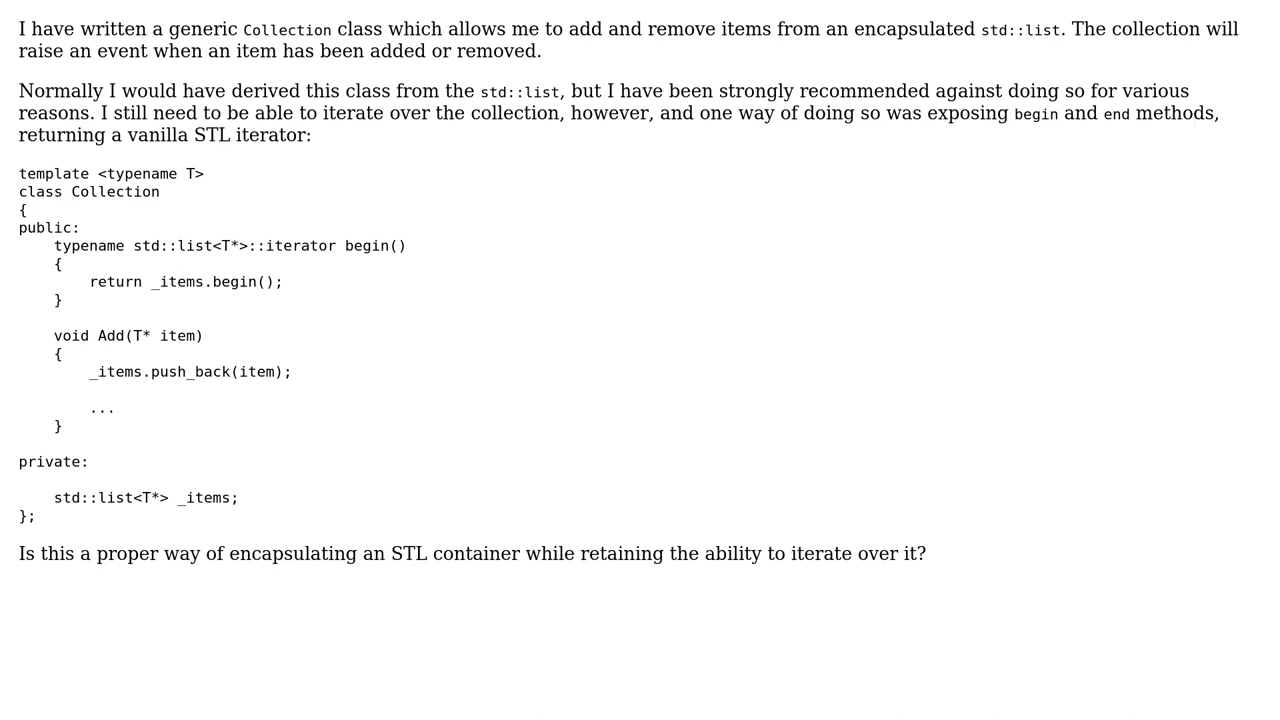 I have written a generic Collection class which allows me to add and remove items from an encapsulated std::list. The collection will
raise an event when an item has been added or removed.
Normally I would have derived this class from the std::list, but I have been strongly recommended against doing so for various
reasons. I still need to be able to iterate over the collection, however, and one way of doing so was exposing begin and end methods,
returning a vanilla STL iterator:
template <typename T>
class Collection
{
public:
    typename std::list<T*>::iterator begin()
    {
        return _items.begin();
    }
    void Add(T* item)
    {
        _items.push_back(item);
        ...
    }
private:
    std::list<T*> _items;
};
Is this a proper way of encapsulating an STL container while retaining the ability to iterate over it?